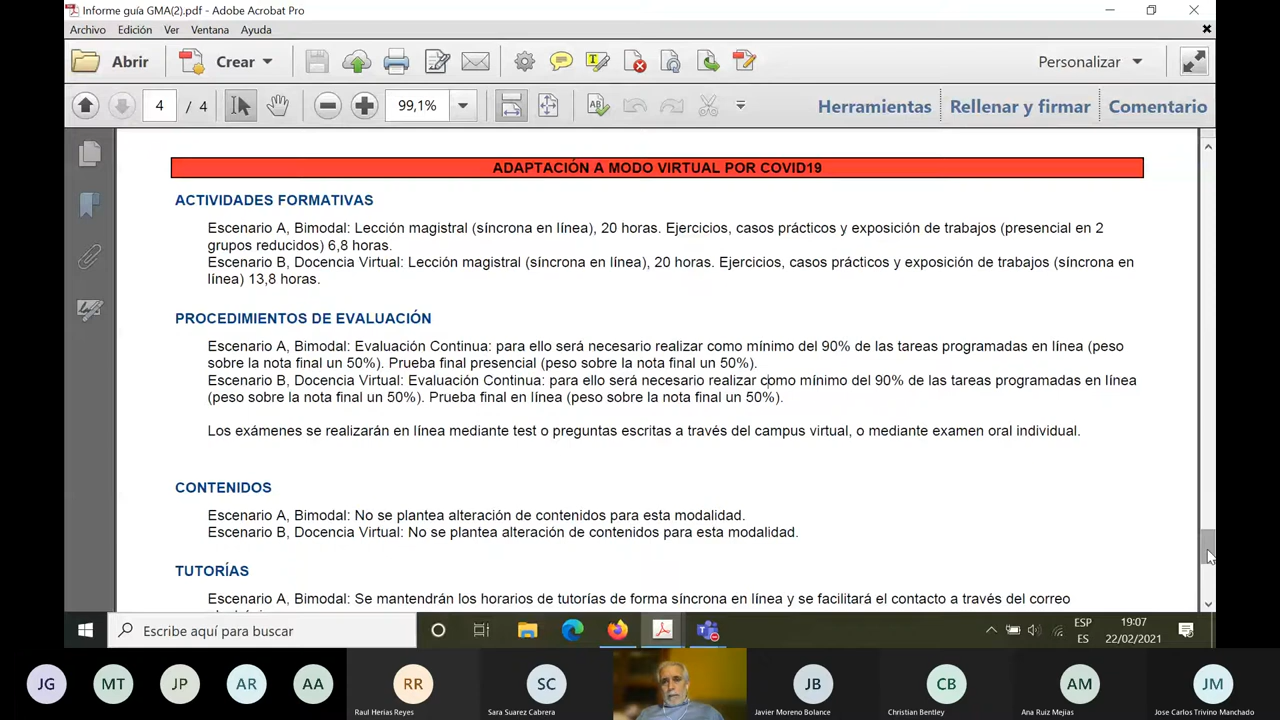 Informe guía GMA(2).pdf - Adobe Acrobat Pro
Archivo Edición Ver Ventana Ayuda
Abrir Crear Personalizar
4 / 4 99,1% Herramientas Rellenar y firmar Comentario
ADAPTACIÓN A MODO VIRTUAL POR COVID19
ACTIVIDADES FORMATIVAS
Escenario A, Bimodal: Lección magistral (síncrona en línea), 20 horas. Ejercicios, casos prácticos y exposición de trabajos (presencial en 2
grupos reducidos) 6,8 horas.
Escenario B, Docencia Virtual: Lección magistral (síncrona en línea), 20 horas. Ejercicios, casos prácticos y exposición de trabajos (síncrona en
línea) 13,8 horas.
PROCEDIMIENTOS DE EVALUACIÓN
Escenario A, Bimodal: Evaluación Continua: para ello será necesario realizar como mínimo del 90% de las tareas programadas en línea (peso
sobre la nota final un 50%). Prueba final presencial (peso sobre la nota final un 50%).
Escenario B, Docencia Virtual: Evaluación Continua: para ello será necesario realizar como mínimo del 90% de las tareas programadas en línea
(peso sobre la nota final un 50%). Prueba final en línea (peso sobre la nota final un 50%).
Los exámenes se realizarán en línea mediante test o preguntas escritas a través del campus virtual, o mediante examen oral individual.
CONTENIDOS
Escenario A, Bimodal: No se plantea alteración de contenidos para esta modalidad.
Escenario B, Docencia Virtual: No se plantea alteración de contenidos para esta modalidad.
TUTORÍAS
Escenario A, Bimodal: Se mantendrán los horarios de tutorías de forma síncrona en línea y se facilitará el contacto a través del correo
Escribe aquí para buscar
ESP 19:07
ES 22/02/2021
JG MT JP AR AA RR SC JB CB AM JM
Raul Herias Reyes Sara Suarez Cabrera Javier Moreno Bolance Christian Bentley Ana Ruiz Mejias Jose Carlos Trivino Manchado